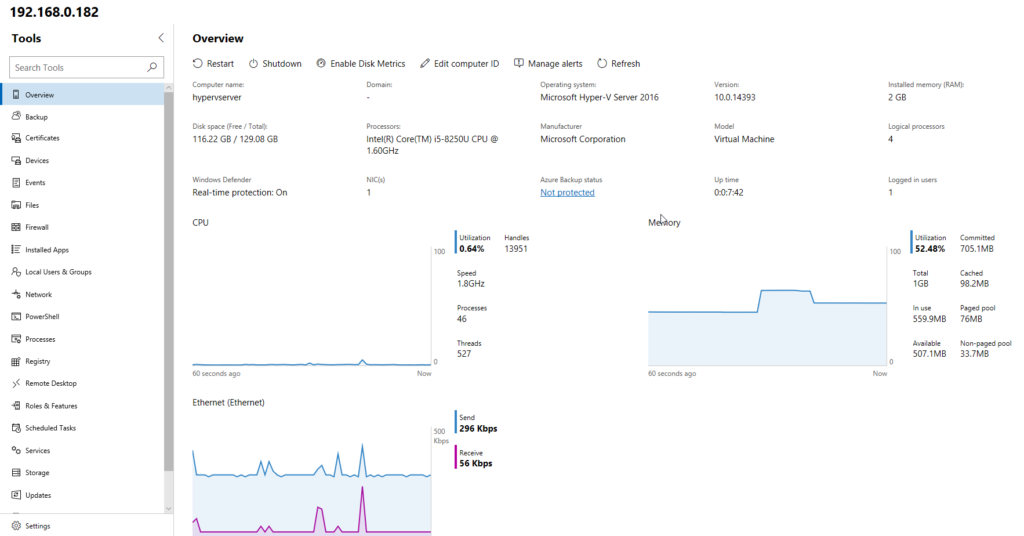 192.168.0.182
Tools
Search Tools
Overview
Backup
Certificates
Devices
Events
Files
Firewall
Installed Apps
Local Users & Groups
Network
PowerShell
Processes
Registry
Remote Desktop
Roles & Features
Scheduled Tasks
Services
Storage
Updates
Settings
Overview
Restart Shutdown Enable Disk Metrics Edit computer ID Manage alerts Refresh
Computer name: Domain: Operating system: Version: Installed memory (RAM):
hypervserver - Microsoft Hyper-V Server 2016 10.0.14393 2 GB
Disk space (Free / Total): Processors: Manufacturer Model Logical processors
116.22 GB / 129.08 GB Intel(R) Core(TM) i5-8250U CPU @ Microsoft Corporation Virtual Machine 4
1.60GHz
Windows Defender NIC(s) Azure Backup status Up time Logged in users
Real-time protection: On 1 Not protected 0:0:7:42 1
CPU
Utilization Handles
0.64% 13951
100
Speed
1.8GHz
Processes
46
Threads
527
0
60 seconds ago Now
Memory
Utilization Committed
52.48% 705.1MB
100
Total Cached
1GB 98.2MB
In use Paged pool
559.9MB 76MB
Available Non-paged pool
507.1MB 33.7MB
0
60 seconds ago Now
Ethernet (Ethernet)
Send
296 Kbps
500
Kbps
Receive
56 Kbps